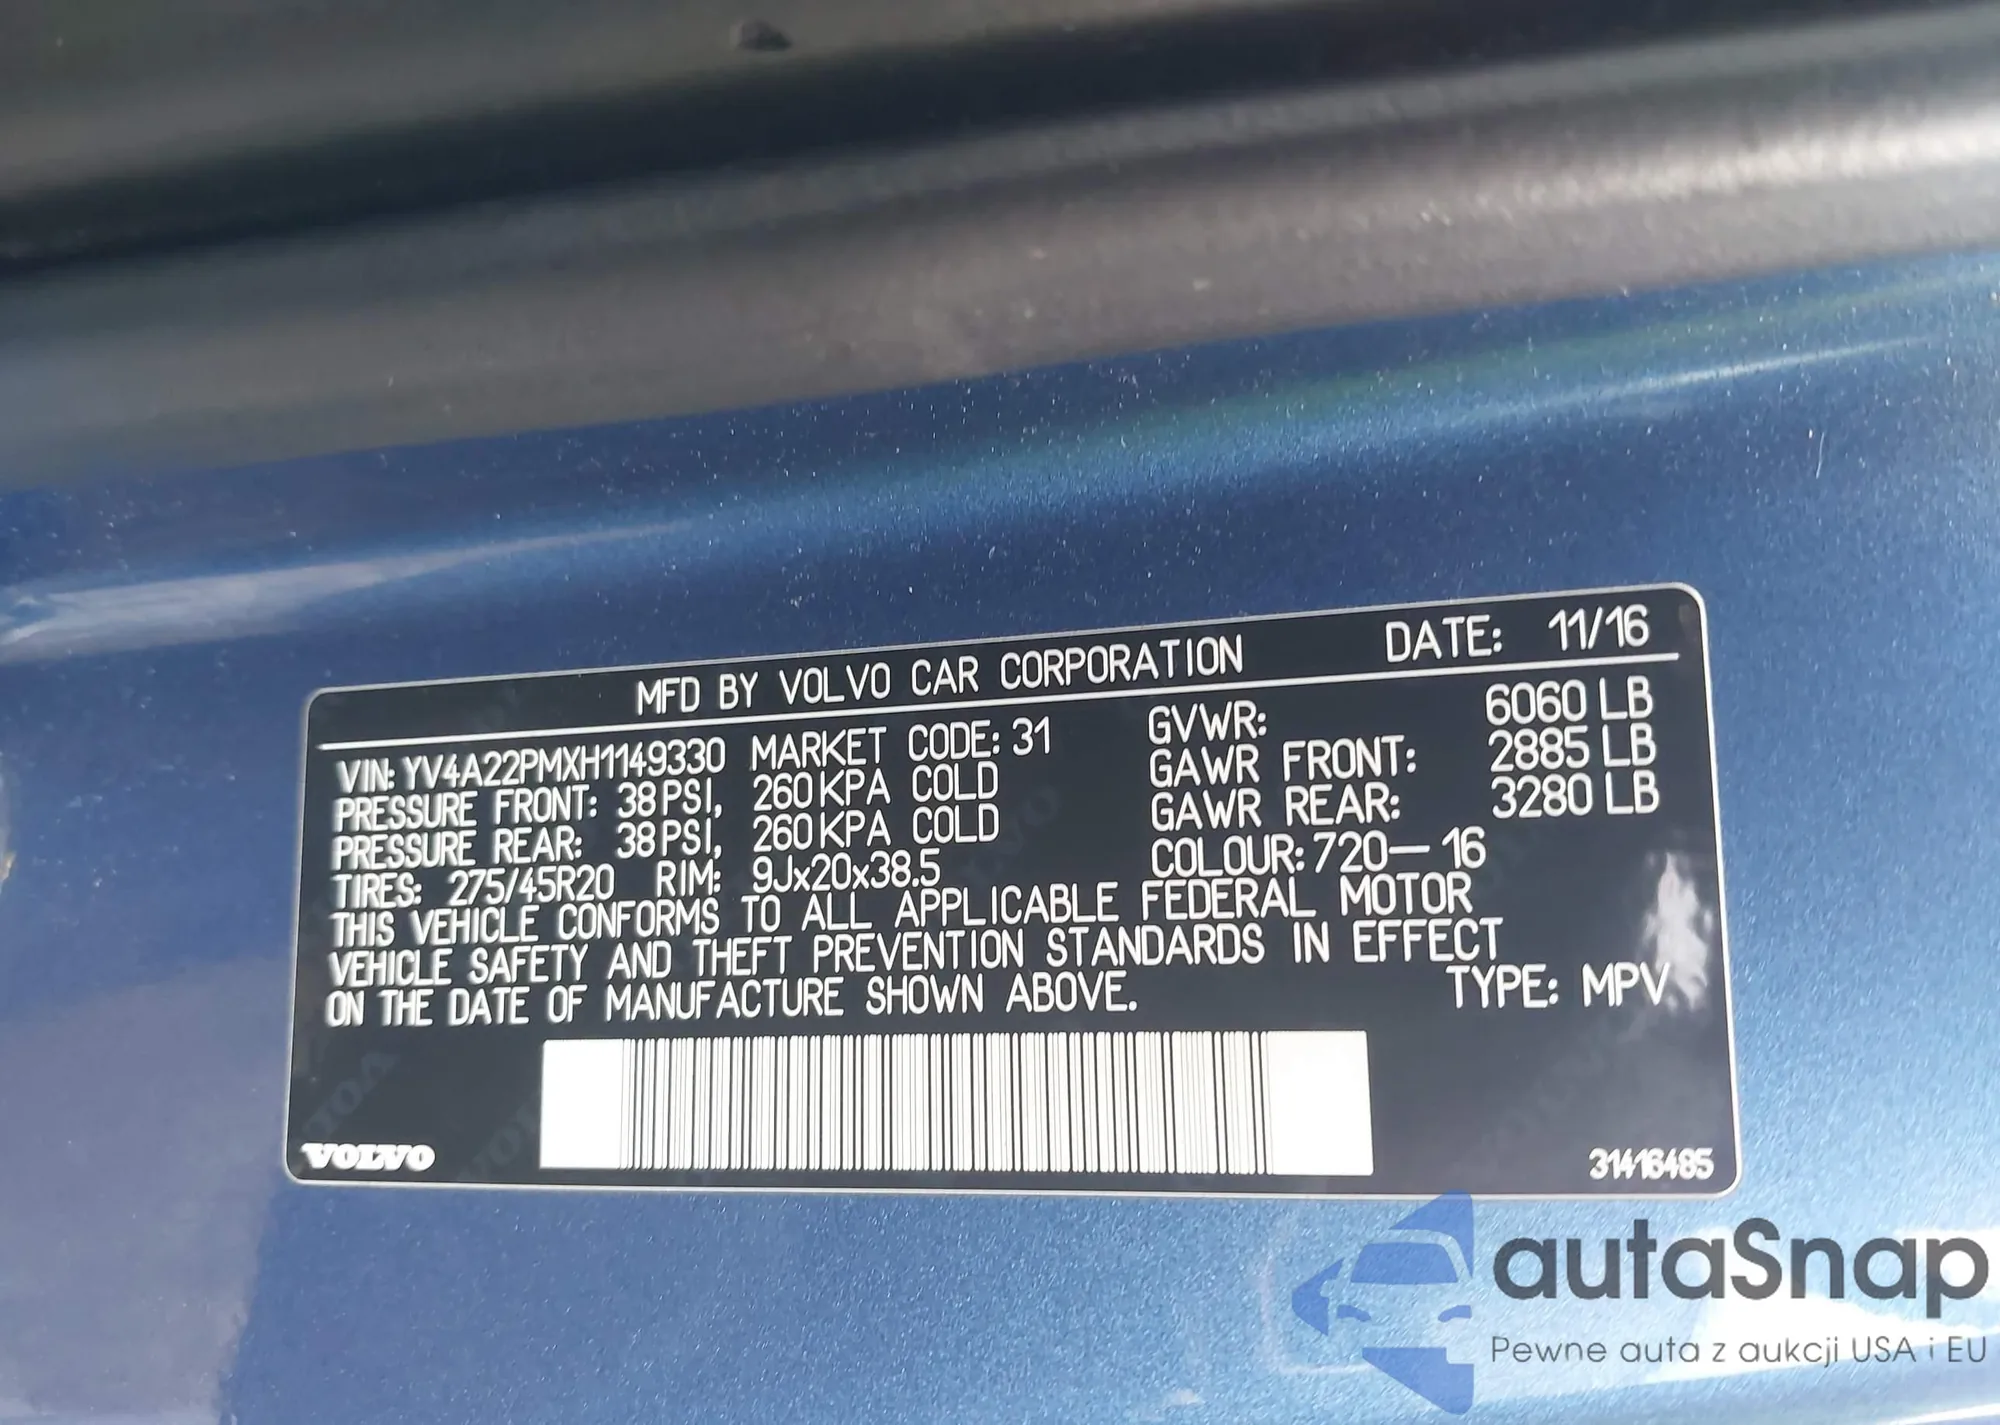 MFD BY VOLVO CAR CORPORATION DATE: 11/16
VIN: YV4A22PMXH1149330 MARKET CODE: 31 GVWR: 6060 LB
PRESSURE FRONT: 38 PSI, 260 KPA COLD GAWR FRONT: 2885 LB
PRESSURE REAR: 38 PSI, 260 KPA COLD GAWR REAR: 3280 LB
TIRES: 275/45R20 RIM: 9Jx20x38.5 COLOUR: 720—16
THIS VEHICLE CONFORMS TO ALL APPLICABLE FEDERAL MOTOR
VEHICLE SAFETY AND THEFT PREVENTION STANDARDS IN EFFECT
ON THE DATE OF MANUFACTURE SHOWN ABOVE. TYPE: MPV
VOLVO 31416485
autaSnap
Pewne auta z aukcji USA i EU